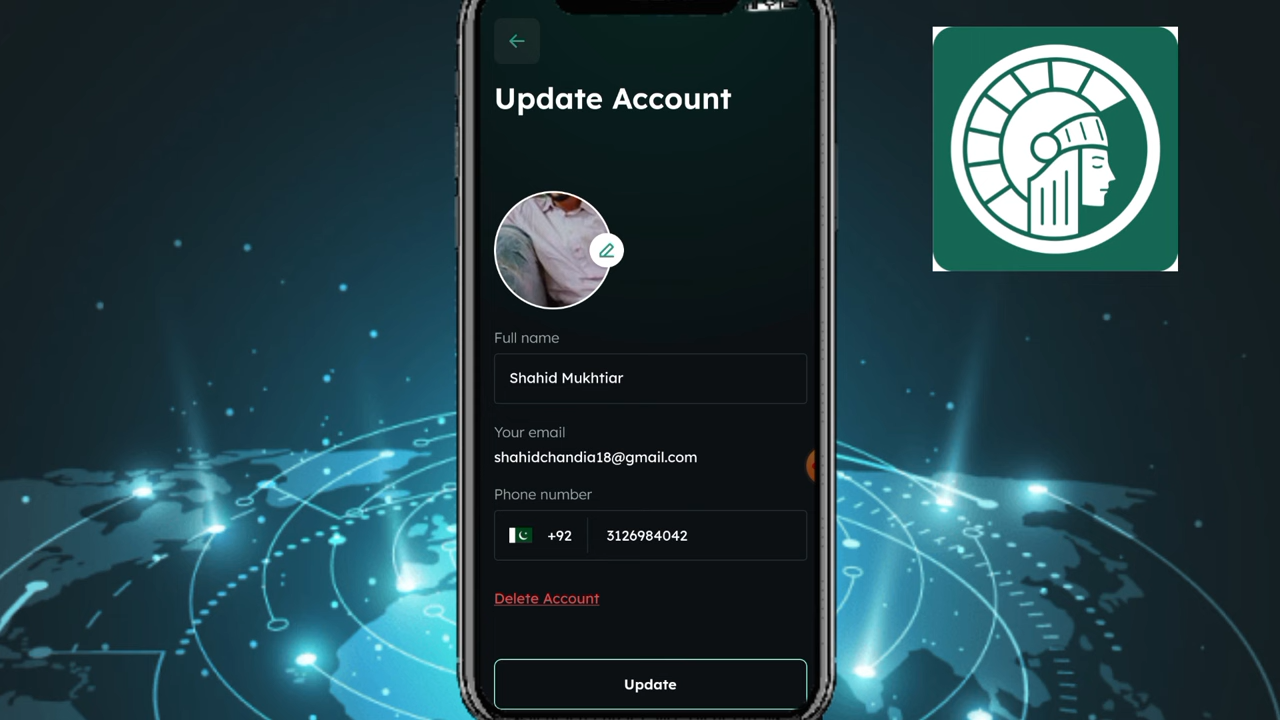 Update Account
Full name
Shahid Mukhtiar
Your email
shahidchandia18@gmail.com
Phone number
+92 3126984042
Delete Account
Update